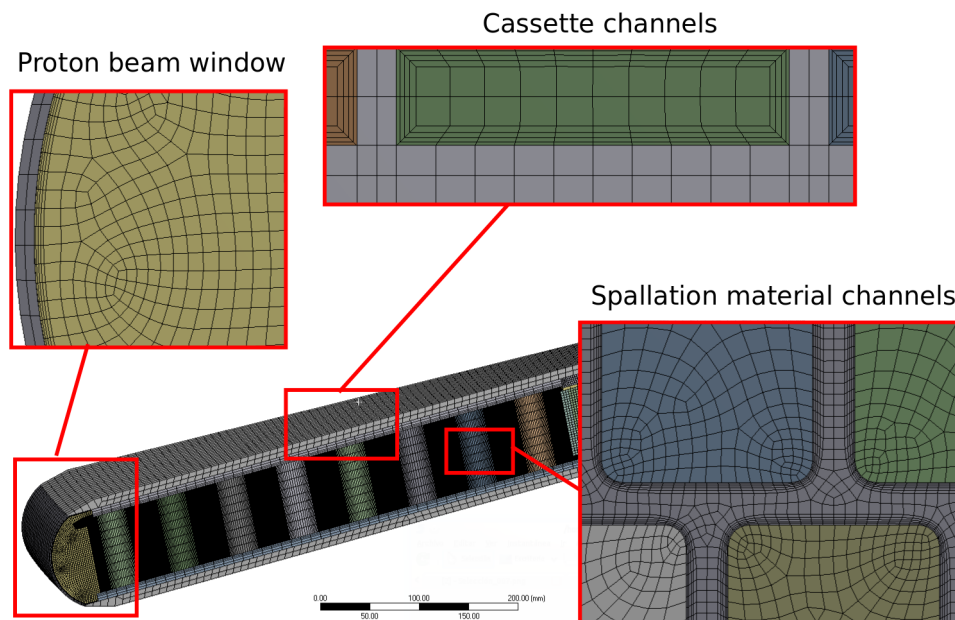 Cassette channels
Proton beam window
Spallation material channels
0.00 100.00 200.00 (mm)
50.00 150.00